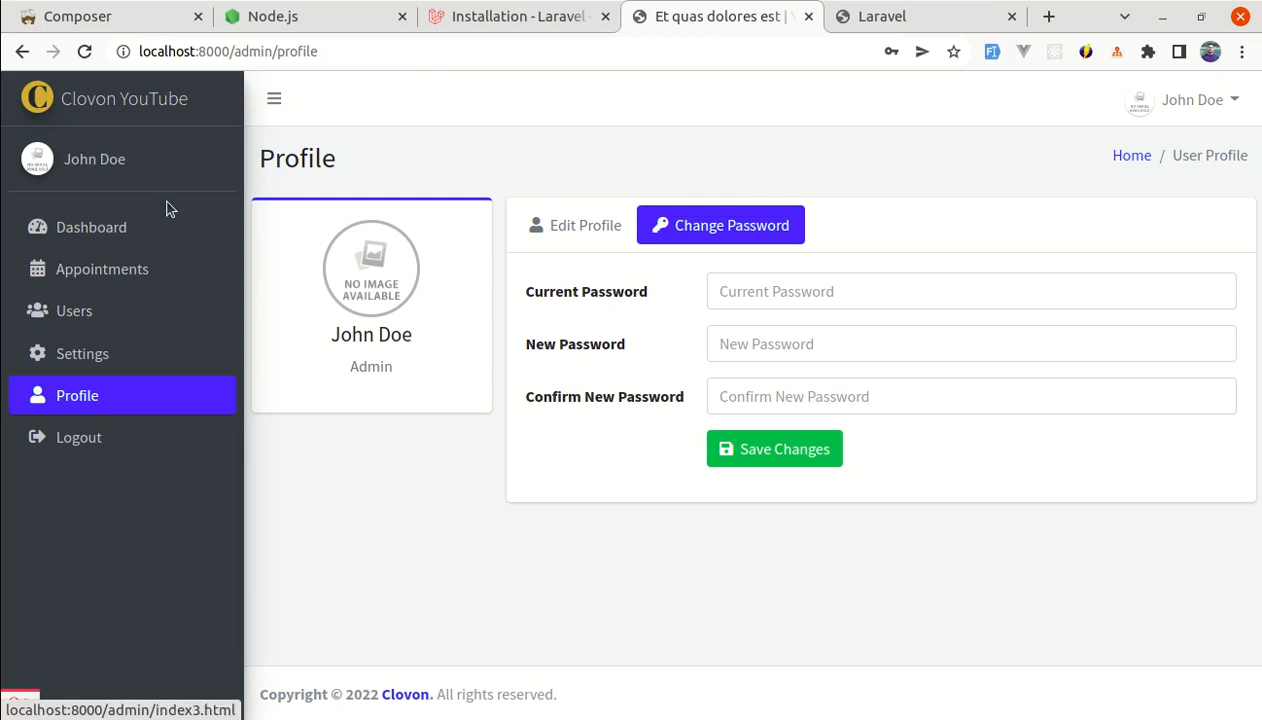 Composer
Node.js
Installation - Laravel -
Et quas dolores est |
Laravel
localhost:8000/admin/profile
C Clovon YouTube
John Doe
John Doe
Dashboard
Appointments
Users
Settings
Profile
Logout
Profile
Home / User Profile
NO IMAGE
AVAILABLE
John Doe
Admin
Edit Profile
Change Password
Current Password
Current Password
New Password
New Password
Confirm New Password
Confirm New Password
Save Changes
Copyright © 2022 Clovon. All rights reserved.
localhost:8000/admin/index3.html